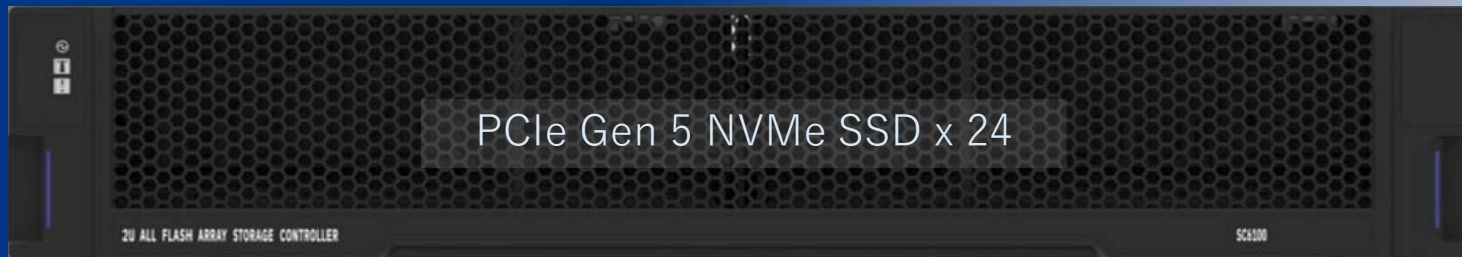 PCIe Gen 5 NVMe SSD x 24
2U ALL FLASH ARRAY STORAGE CONTROLLER
SC6100